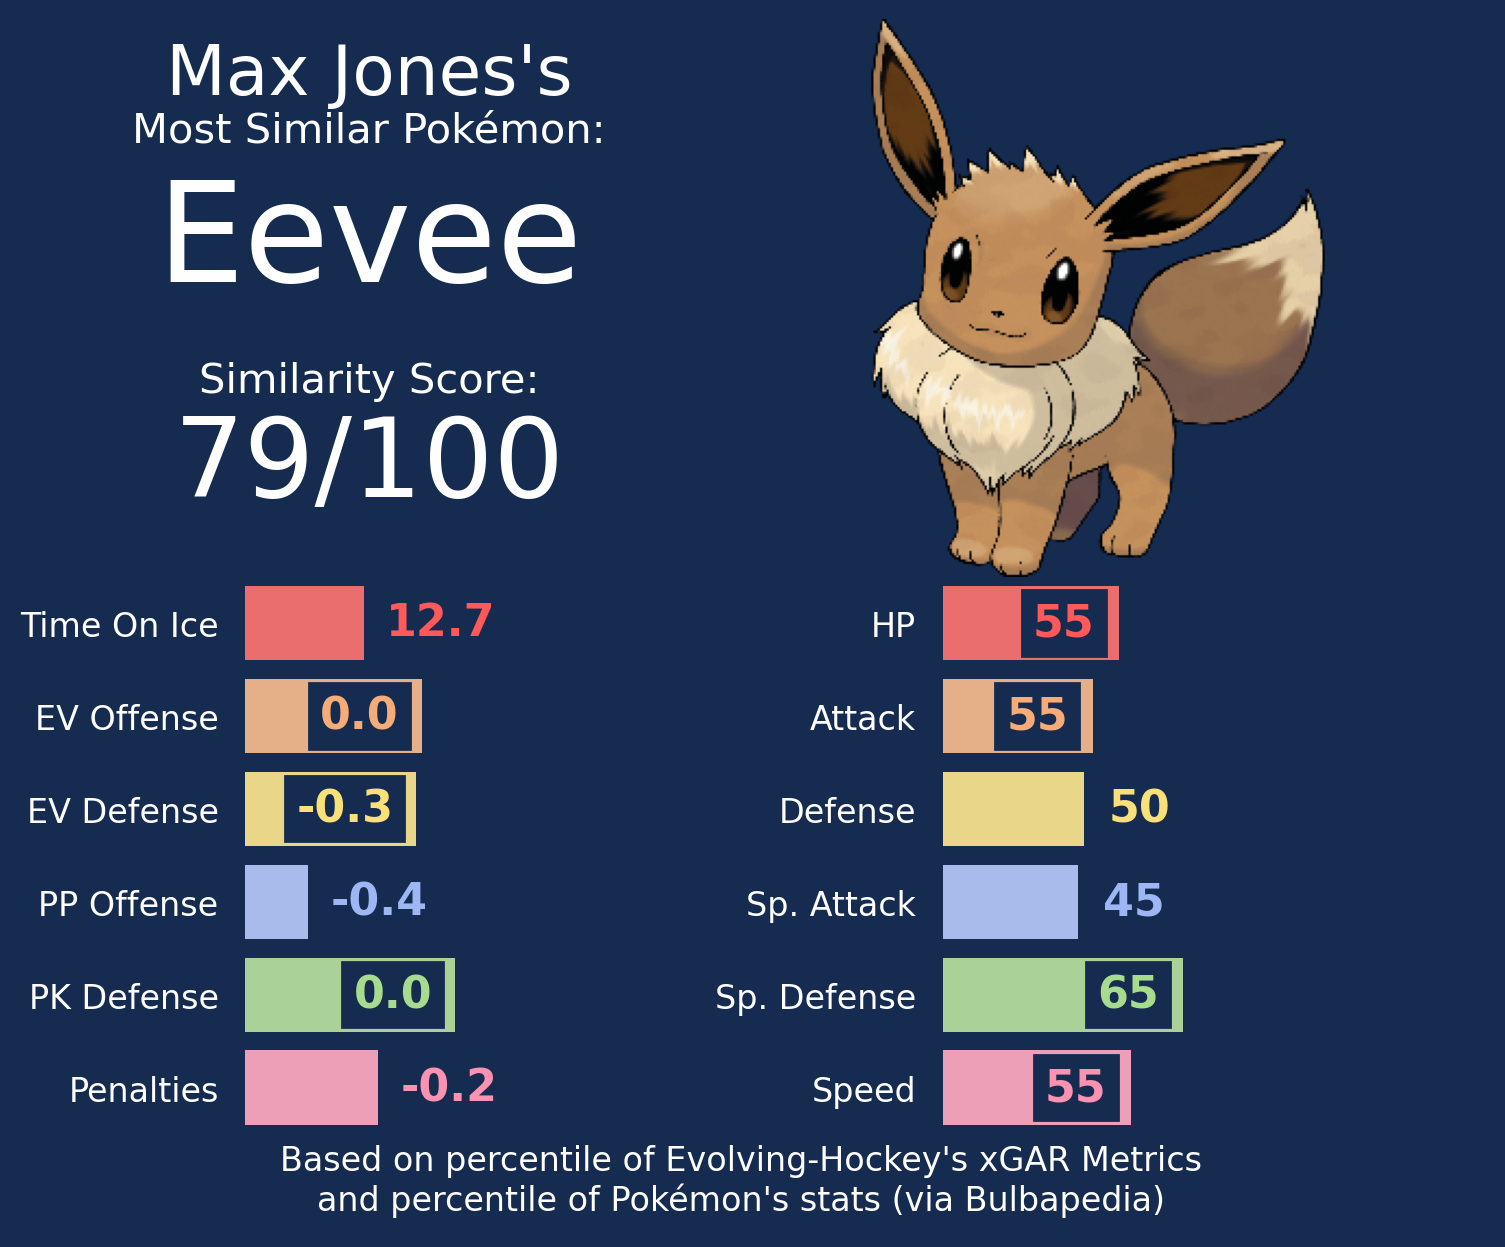 Max Jones's
Most Similar Pokémon:
Eevee
Similarity Score:
79/100
Time On Ice 12.7
EV Offense 0.0
EV Defense -0.3
PP Offense -0.4
PK Defense 0.0
Penalties -0.2
HP 55
Attack 55
Defense 50
Sp. Attack 45
Sp. Defense 65
Speed 55
Based on percentile of Evolving-Hockey's xGAR Metrics
and percentile of Pokémon's stats (via Bulbapedia)